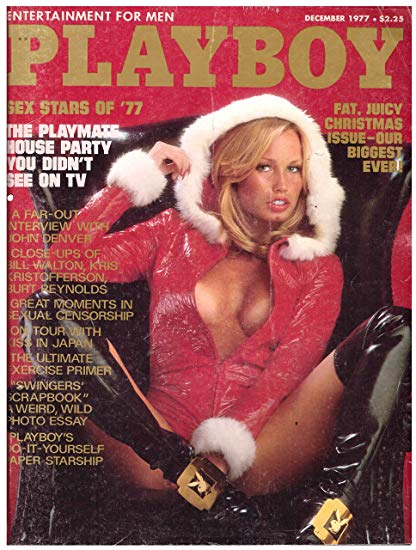 ENTERTAINMENT FOR MEN
DECEMBER 1977 • $2.25
PLAYBOY
SEX STARS OF '77
THE PLAYMATE
HOUSE PARTY
YOU DIDN'T
SEE ON TV
FAT, JUICY
CHRISTMAS
ISSUE–OUR
BIGGEST
EVER!
A FAR-OUT
INTERVIEW WITH
JOHN DENVER
CLOSE-UPS OF
BILL WALTON, KRIS
KRISTOFFERSON,
BURT REYNOLDS
GREAT MOMENTS IN
SEXUAL CENSORSHIP
ON TOUR WITH
KISS IN JAPAN
THE ULTIMATE
EXERCISE PRIMER
"SWINGERS'
SCRAPBOOK"
A WEIRD, WILD
PHOTO ESSAY
PLAYBOY'S
DO-IT-YOURSELF
PAPER STARSHIP